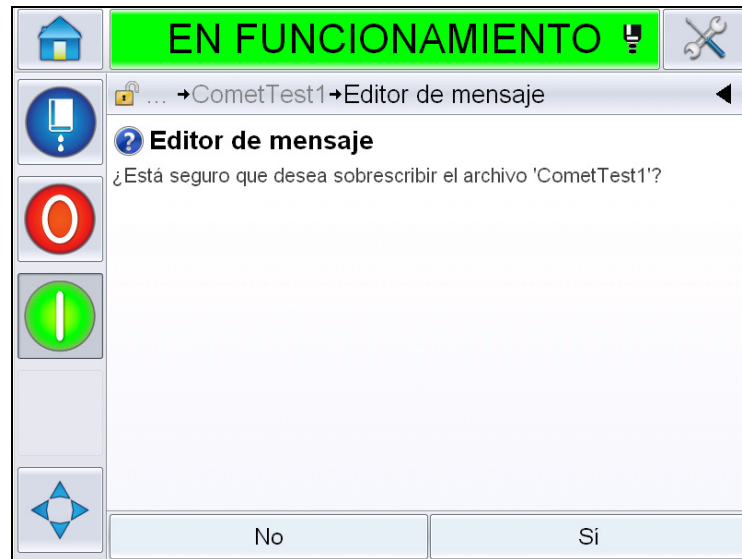 EN FUNCIONAMIENTO
... →CometTest1→Editor de mensaje
Editor de mensaje
¿Está seguro que desea sobrescribir el archivo 'CometTest1'?
No
Sí